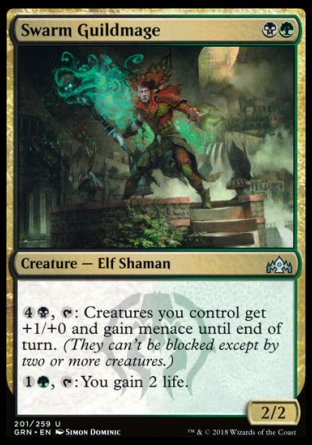 Swarm Guildmage
Creature — Elf Shaman
4, : Creatures you control get
+1/+0 and gain menace until end of
turn. (They can't be blocked except by
two or more creatures.)
1, : You gain 2 life.
2/2
201/259 U
GRN • EN Simon Dominic
™ & © 2018 Wizards of the Coast